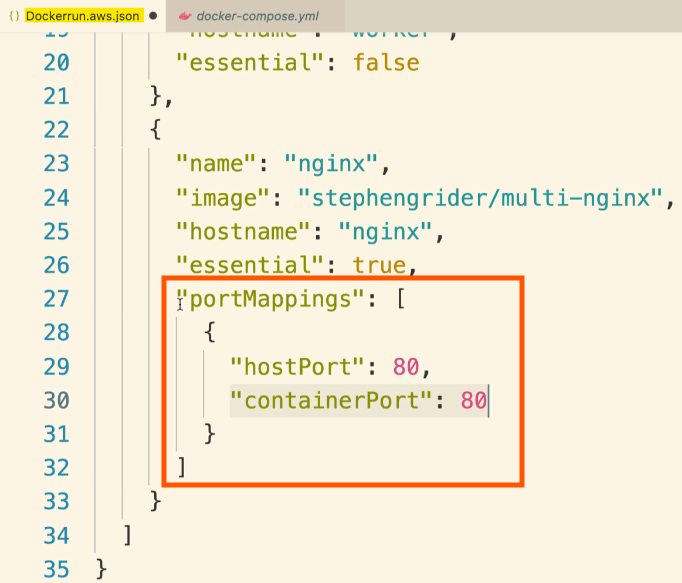 {} Dockerrun.aws.json ● docker-compose.yml
19 "hostname": "worker",
20 "essential": false
21 },
22 {
23 "name": "nginx",
24 "image": "stephengrider/multi-nginx",
25 "hostname": "nginx",
26 "essential": true,
27 "portMappings": [
28 {
29 "hostPort": 80,
30 "containerPort": 80
31 }
32 ]
33 }
34 ]
35 }